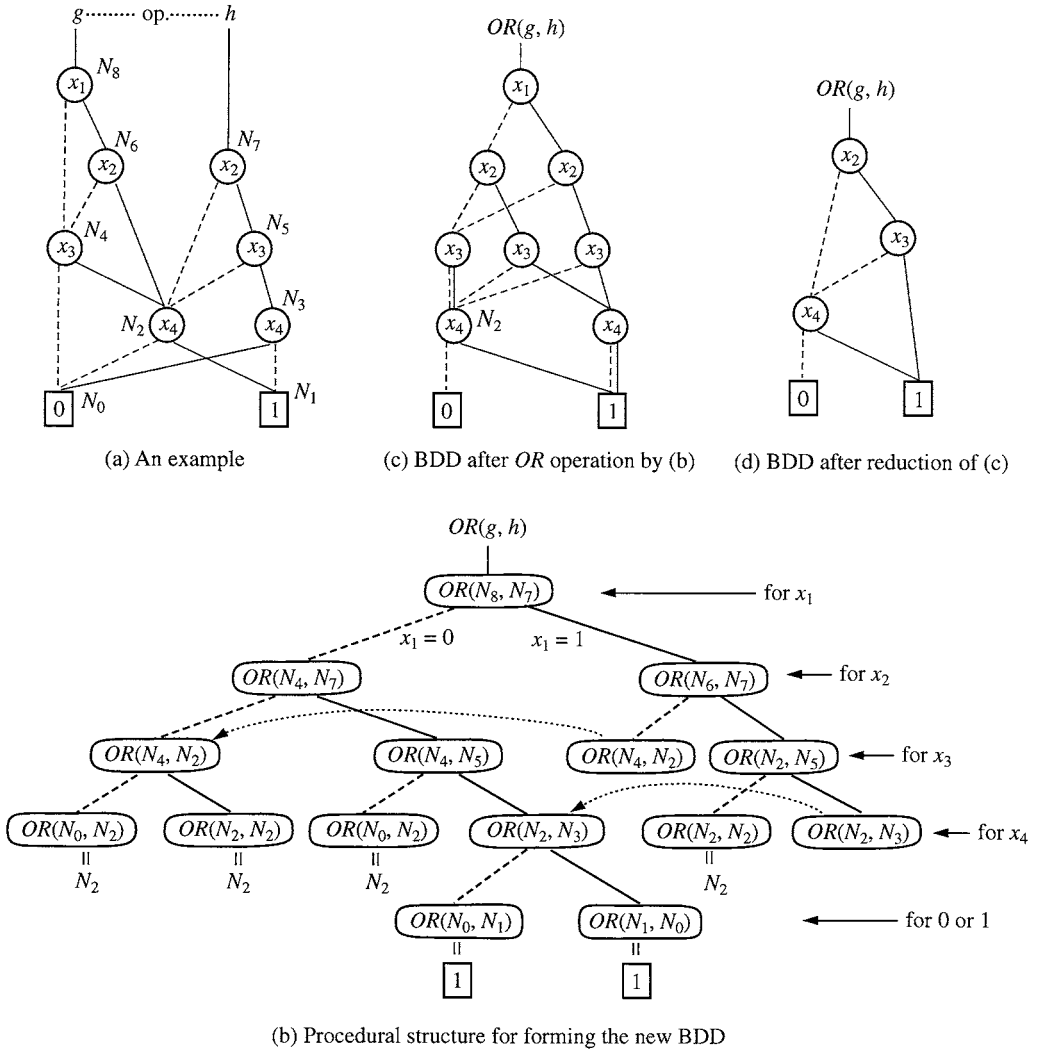 g op. h
x₁ N₈
N₆ N₇
x₂ x₂
N₄ N₅
x₃ x₃
N₂ x₄ N₃ x₄
0 N₀ 1 N₁
(a) An example
OR(g, h)
x₁
x₂ x₂
x₃ x₃ x₃
x₄ N₂ x₄
0 1
(c) BDD after OR operation by (b)
OR(g, h)
x₂
x₃
x₄
0 1
(d) BDD after reduction of (c)
OR(g, h)
OR(N₈, N₇) for x₁
x₁ = 0 x₁ = 1
OR(N₄, N₇) OR(N₆, N₇) for x₂
OR(N₄, N₂) OR(N₄, N₅) OR(N₄, N₂) OR(N₂, N₅) for x₃
OR(N₀, N₂) OR(N₂, N₂) OR(N₀, N₂) OR(N₂, N₃) OR(N₂, N₂) OR(N₂, N₃) for x₄
= = = =
N₂ N₂ N₂ N₂
OR(N₀, N₁) OR(N₁, N₀) for 0 or 1
= =
1 1
(b) Procedural structure for forming the new BDD